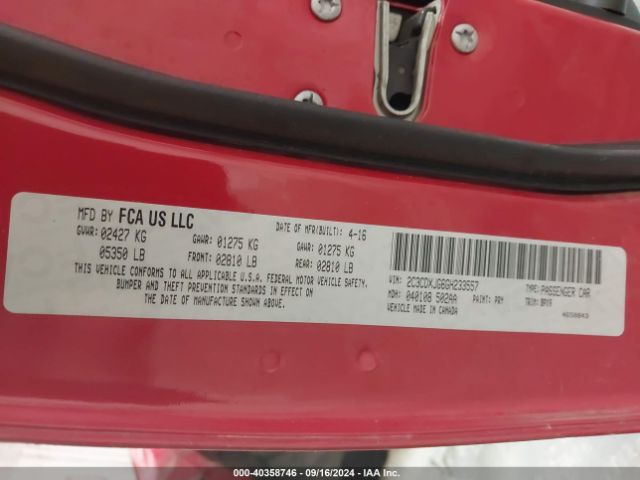 MFD BY FCA US LLC
DATE OF MFR(BUILT): 4-16
GVWR: 02427 KG GAWR: 01275 KG GAWR: 01275 KG
05350 LB FRONT: 02810 LB REAR: 02810 LB
THIS VEHICLE CONFORMS TO ALL APPLICABLE U.S.A. FEDERAL MOTOR VEHICLE SAFETY,
BUMPER AND THEFT PREVENTION STANDARDS IN EFFECT ON
THE DATE OF MANUFACTURE SHOWN ABOVE.
VIN: 2C3CDXJG6GH233557 TYPE: PASSENGER CAR
MDH: 040108 502AA PAINT: PRY TRIM: BPX9
VEHICLE MADE IN CANADA
000-40358746 - 09/16/2024 - IAA Inc.